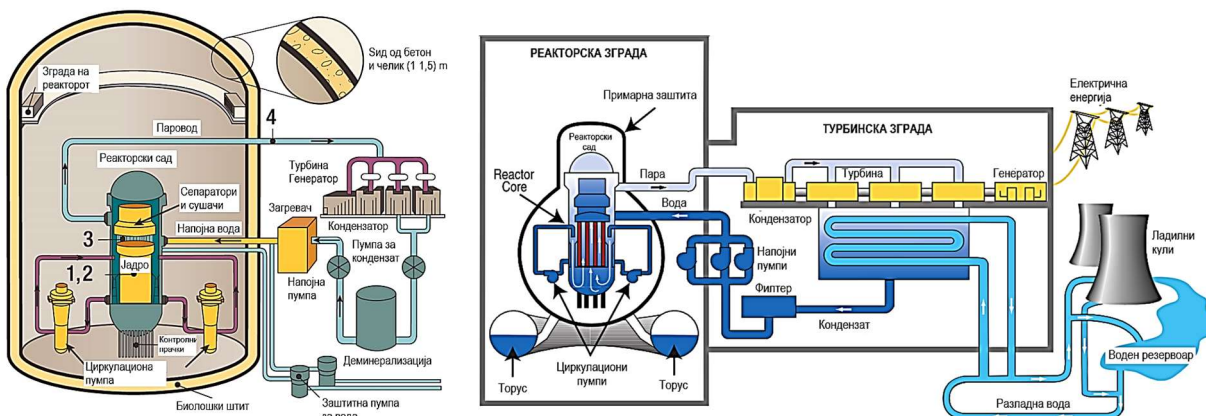 Ѕид од бетон
и челик (1 1,5) m
Зграда на
реакторот
4
Паровод
Реакторски сад
Турбина
Генератор
Сепаратори
и сушачи
Загревач
Кондензатор
Напојна вода
3
Пумпа за
кондензат
1,2
Јадро
Напојна
пумпа
Контролни
прачки
Деминерализација
Циркулациона
пумпа
Биолошки штит
Заштитна пумпа
за вода
РЕАКТОРСКА ЗГРАДА
Примарна заштита
Реакторски
сад
Reactor
Core
Пара
Вода
Напојни
пумпи
Фиптер
Торус
Циркулациони
пумпи
Торус
ТУРБИНСКА ЗГРАДА
Турбина
Генератор
Кондензатор
Кондензат
Електрична
енергија
Ладилни
кули
Воден резервоар
Разладна вода